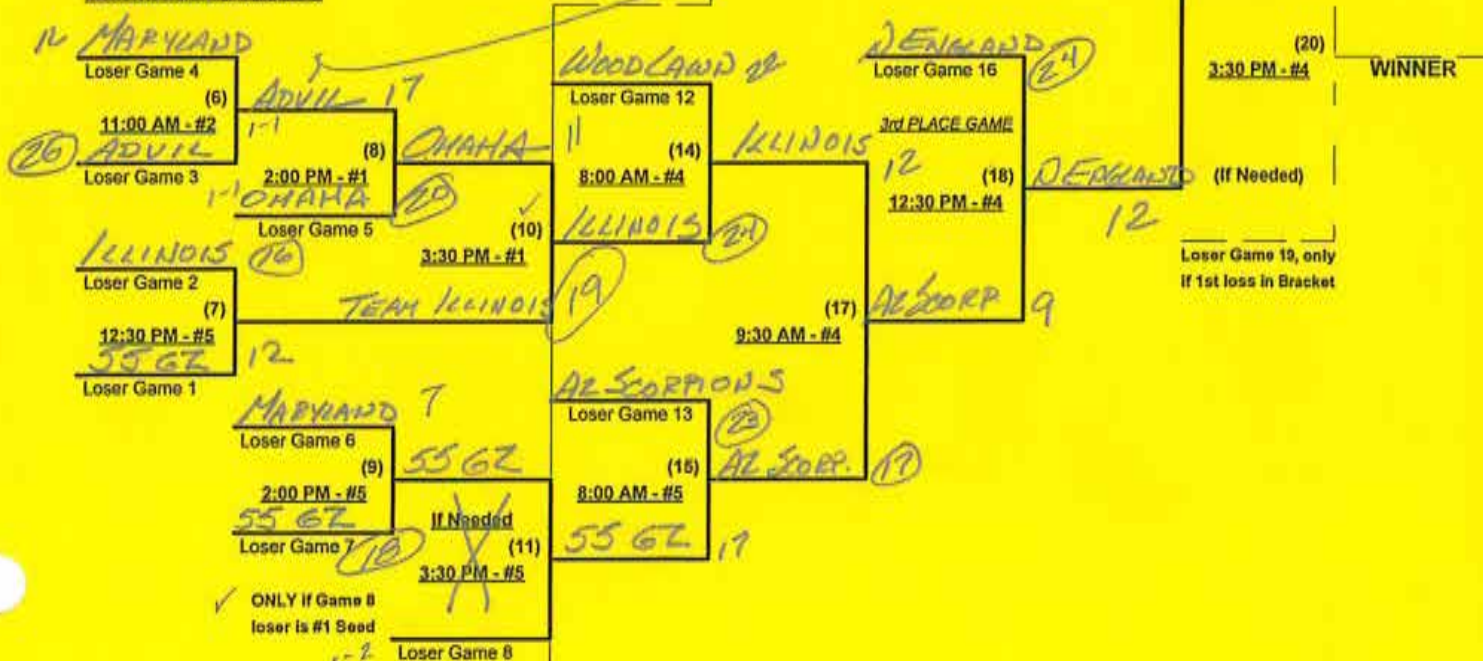 12 MARYLAND
Loser Game 4
(6)
11:00 AM - #2
26 ADVIL
Loser Game 3
ADVIL 17
1-1
(8)
2:00 PM - #1
1-1 OMAHA 20
Loser Game 5
ILLINOIS 16
Loser Game 2
(7)
12:30 PM - #5
55 GZ 12
Loser Game 1
OMAHA 11
(10)
3:30 PM - #1
TEAM ILLINOIS 19
MARYLAND 7
Loser Game 6
(9)
2:00 PM - #5
55 GZ 18
Loser Game 7
55 GZ
If Needed
(11)
3:30 PM - #5
ONLY if Game 8
loser is #1 Seed
Loser Game 8
WOODLAWN 22
Loser Game 12
(14)
8:00 AM - #4
ILLINOIS 24
AZ SCORPIONS 23
Loser Game 13
(15)
8:00 AM - #5
55 GZ 17
ILLINOIS 12
(17)
9:30 AM - #4
AZ SCORP. 17
N ENGLAND 24
Loser Game 16
3rd PLACE GAME
(18)
12:30 PM - #4
AZ SCORP 9
N ENGLAND
12
(20)
3:30 PM - #4
WINNER
(If Needed)
Loser Game 19, only
if 1st loss in Bracket